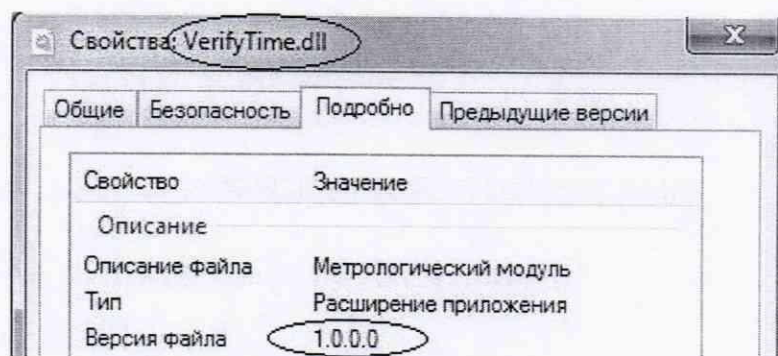 Свойства: VerifyTime.dll
Общие Безопасность Подробно Предыдущие версии
Свойство Значение
Описание
Описание файла Метрологический модуль
Тип Расширение приложения
Версия файла 1.0.0.0